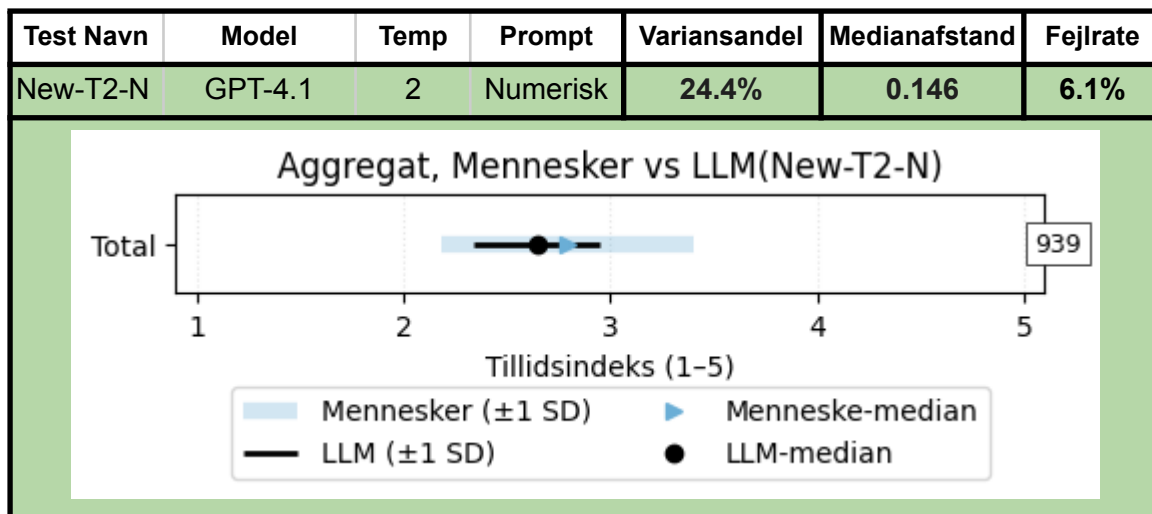 Test Navn Model Temp Prompt Variansandel Medianafstand Fejlrate
New-T2-N GPT-4.1 2 Numerisk 24.4% 0.146 6.1%
Aggregat, Mennesker vs LLM(New-T2-N)
Total 939
1 2 3 4 5
Tillidsindeks (1–5)
Mennesker (±1 SD) Menneske-median
LLM (±1 SD) LLM-median